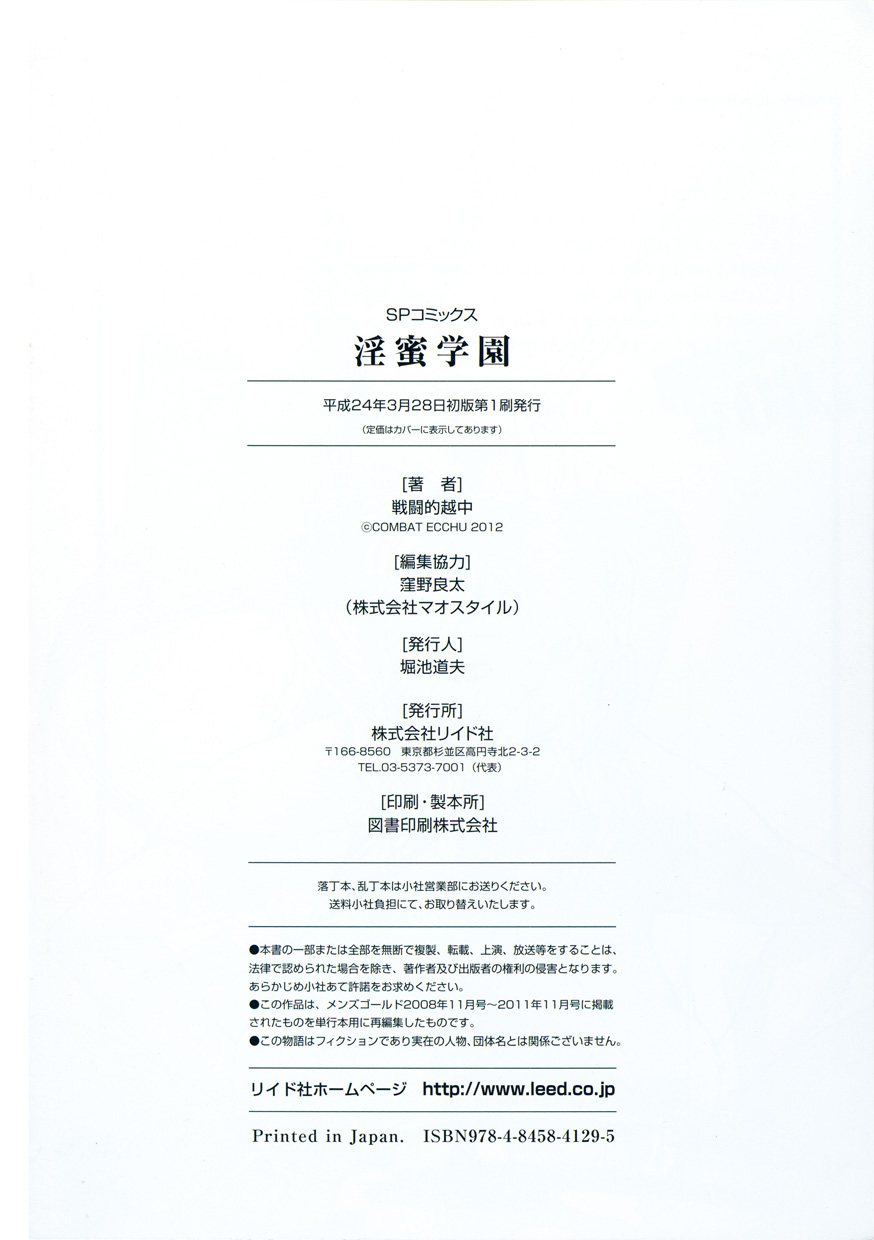 SPコミックス
淫蜜学園
平成24年3月28日初版第1刷発行
（定価はカバーに表示してあります）
[著　者]
戦闘的越中
©COMBAT ECCHU 2012
[編集協力]
窪野良太
（株式会社マオスタイル）
[発行人]
堀池道夫
[発行所]
株式会社リイド社
〒166-8560　東京都杉並区高円寺北2-3-2
TEL.03-5373-7001（代表）
[印刷・製本所]
図書印刷株式会社
落丁本、乱丁本は小社営業部にお送りください。
送料小社負担にて、お取り替えいたします。
●本書の一部または全部を無断で複製、転載、上演、放送等をすることは、
法律で認められた場合を除き、著作者及び出版者の権利の侵害となります。
あらかじめ小社あて許諾をお求めください。
●この作品は、メンズゴールド2008年11月号〜2011年11月号に掲載
されたものを単行本用に再編集したものです。
●この物語はフィクションであり実在の人物、団体名とは関係ございません。
リイド社ホームページ　http://www.leed.co.jp
Printed in Japan.　ISBN978-4-8458-4129-5